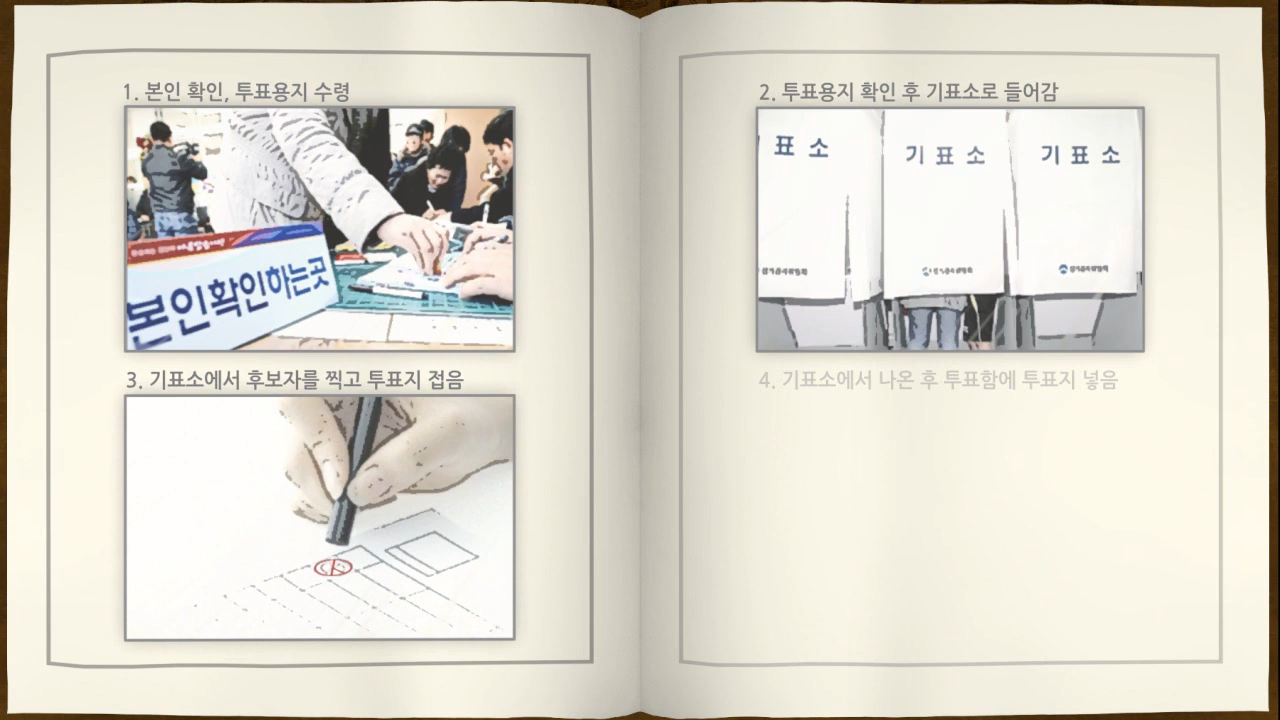 1. 본인 확인, 투표용지 수령
본인확인하는곳
2. 투표용지 확인 후 기표소로 들어감
표소
기표소
기표소
3. 기표소에서 후보자를 찍고 투표지 접음
4. 기표소에서 나온 후 투표함에 투표지 넣음